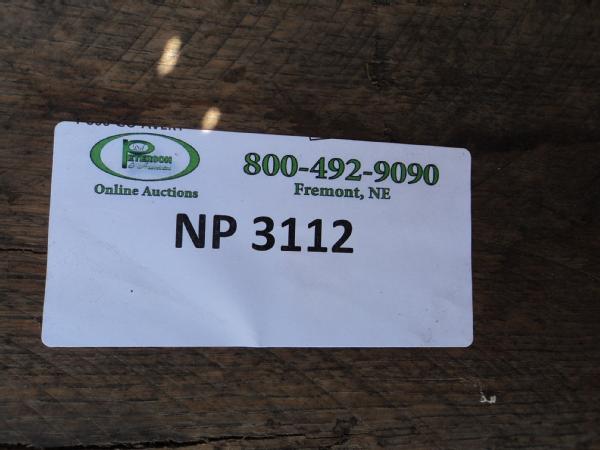 PETERSON
800-492-9090
Online Auctions
Fremont, NE
NP 3112